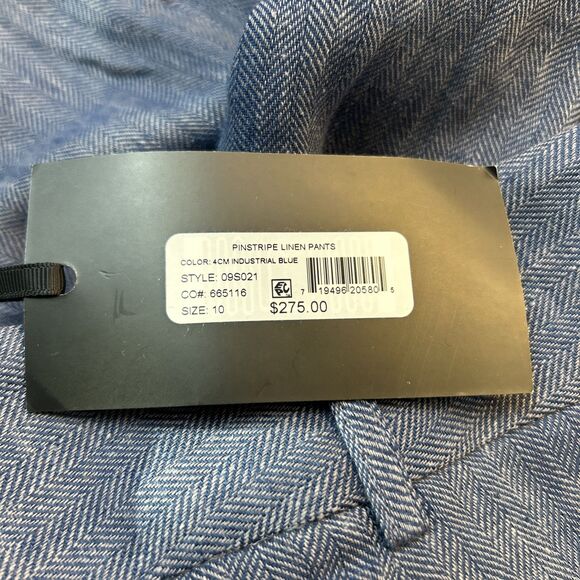 PINSTRIPE LINEN PANTS
COLOR: 4CM INDUSTRIAL BLUE
STYLE: 09S021
CO#: 665116
SIZE: 10
7 19496 20580 5
$275.00